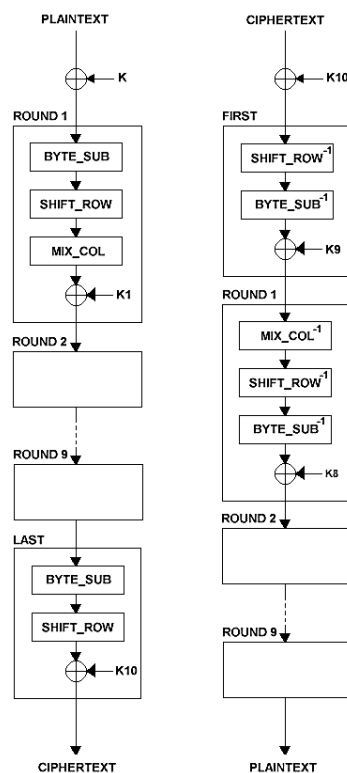 PLAINTEXT
K
ROUND 1
BYTE_SUB
SHIFT_ROW
MIX_COL
K1
ROUND 2
ROUND 9
LAST
BYTE_SUB
SHIFT_ROW
K10
CIPHERTEXT
CIPHERTEXT
K10
FIRST
SHIFT_ROW-1
BYTE_SUB-1
K9
ROUND 1
MIX_COL-1
SHIFT_ROW-1
BYTE_SUB-1
K8
ROUND 2
ROUND 9
PLAINTEXT